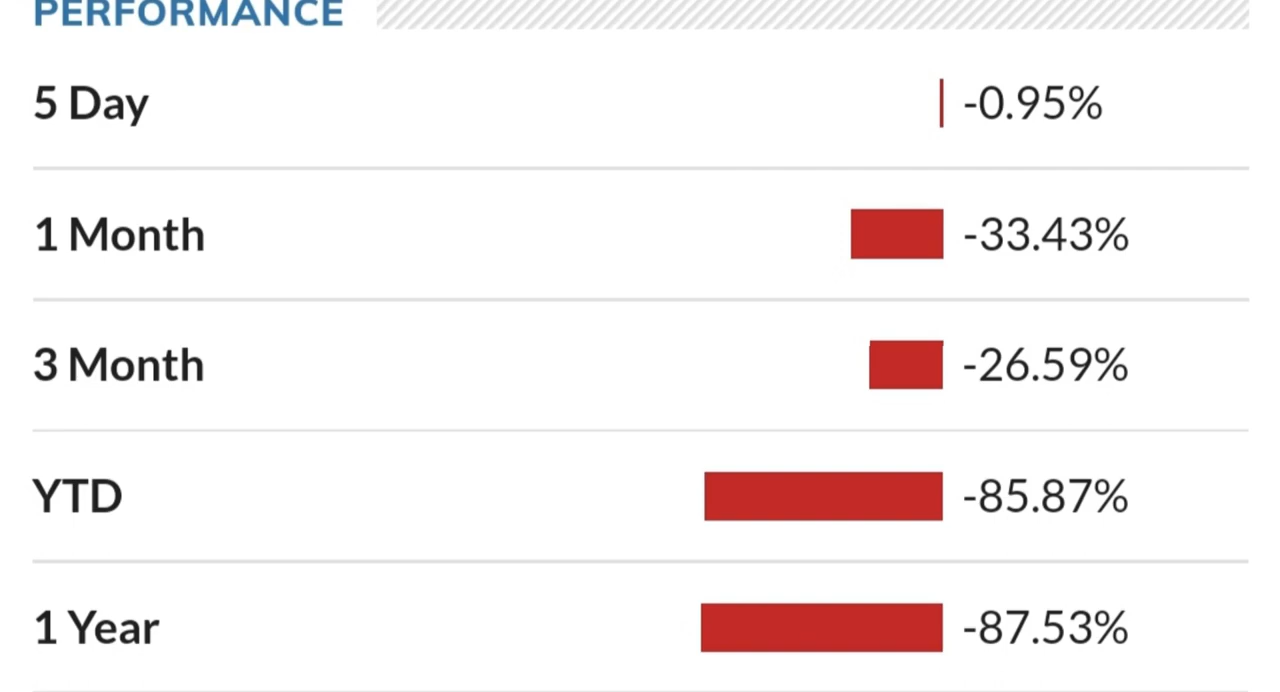 PERFORMANCE
5 Day -0.95%
1 Month -33.43%
3 Month -26.59%
YTD -85.87%
1 Year -87.53%